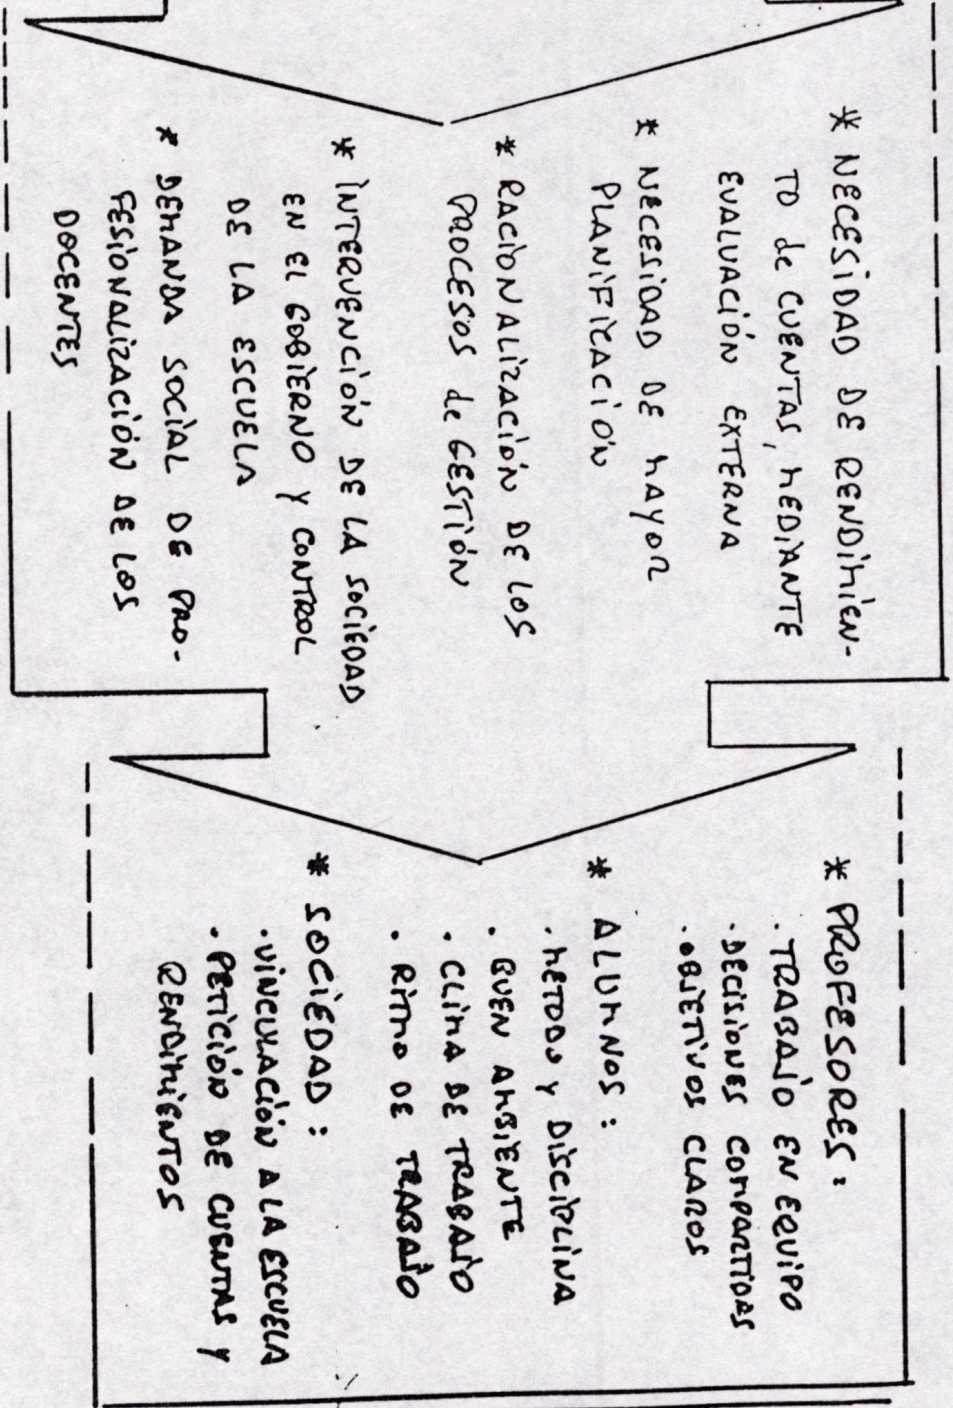 * NECESIDAD DE RENDIMIEN-
TO de CUENTAS, MEDIANTE
EVALUACIÓN EXTERNA
* NECESIDAD DE MAYOR
PLANIFICACIÓN
* RACIONALIZACIÓN DE LOS
PROCESOS de GESTIÓN
* INTERVENCIÓN DE LA SOCIEDAD
EN EL GOBIERNO Y CONTROL
DE LA ESCUELA
* DEMANDA SOCIAL DE PRO-
FESIONALIZACIÓN DE LOS
DOCENTES
* PROFESORES:
. TRABAJO EN EQUIPO
. DECISIONES COMPARTIDAS
. OBJETIVOS CLAROS
* ALUMNOS:
. METODO Y DISCIPLINA
. BUEN AMBIENTE
. CLIMA DE TRABAJO
. RITMO DE TRABAJO
* SOCIEDAD:
. VINCULACIÓN A LA ESCUELA
. PETICIÓN DE CUENTAS Y
RENDIMIENTOS